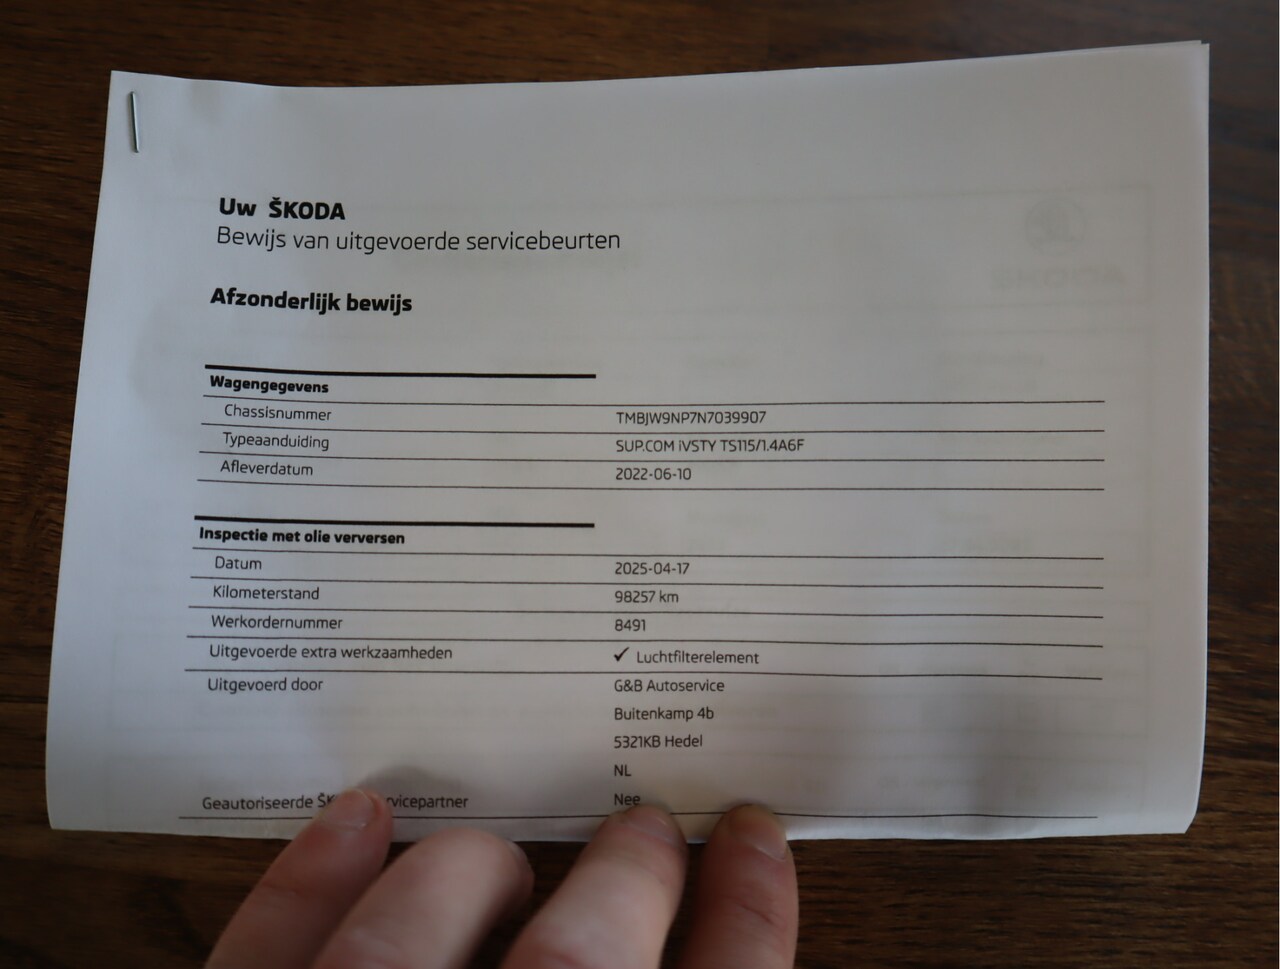 Uw ŠKODA
Bewijs van uitgevoerde servicebeurten
Afzonderlijk bewijs
Wagengegevens
Chassisnummer TMBJW9NP7N7039907
Typeaanduiding SUP.COM iVSTY TS115/1.4A6F
Afleverdatum 2022-06-10
Inspectie met olie verversen
Datum 2025-04-17
Kilometerstand 98257 km
Werkordernummer 8491
Uitgevoerde extra werkzaamheden ✓ Luchtfilterelement
Uitgevoerd door G&B Autoservice
Buitenkamp 4b
5321KB Hedel
NL
Geautoriseerde Nee